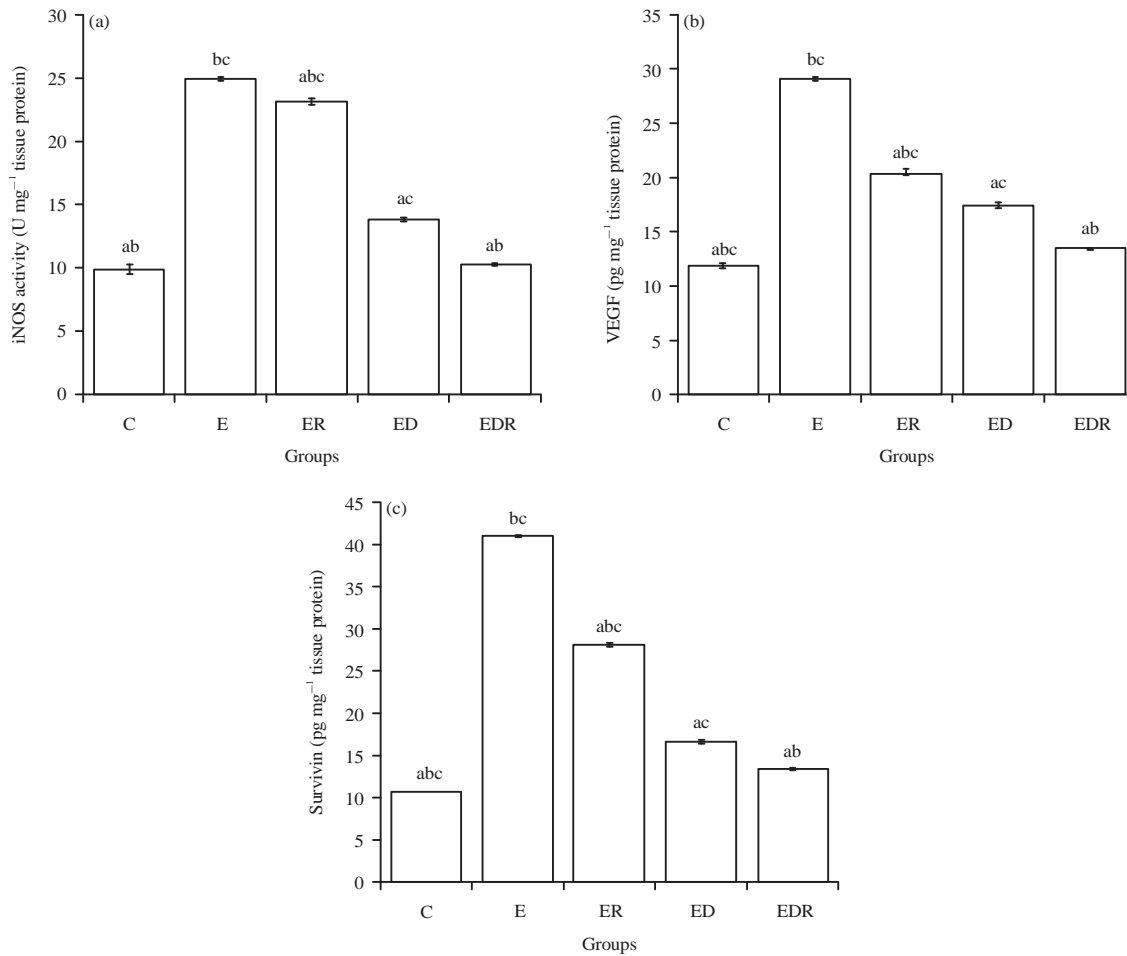 (a)
iNOS activity (U mg⁻¹ tissue protein)
30
25
20
15
10
5
0
ab
bc
abc
ac
ab
C E ER ED EDR
Groups
(b)
VEGF (pg mg⁻¹ tissue protein)
35
30
25
20
15
10
5
0
abc
bc
abc
ac
ab
C E ER ED EDR
Groups
(c)
Survivin (pg mg⁻¹ tissue protein)
45
40
35
30
25
20
15
10
5
0
abc
bc
abc
ac
ab
C E ER ED EDR
Groups